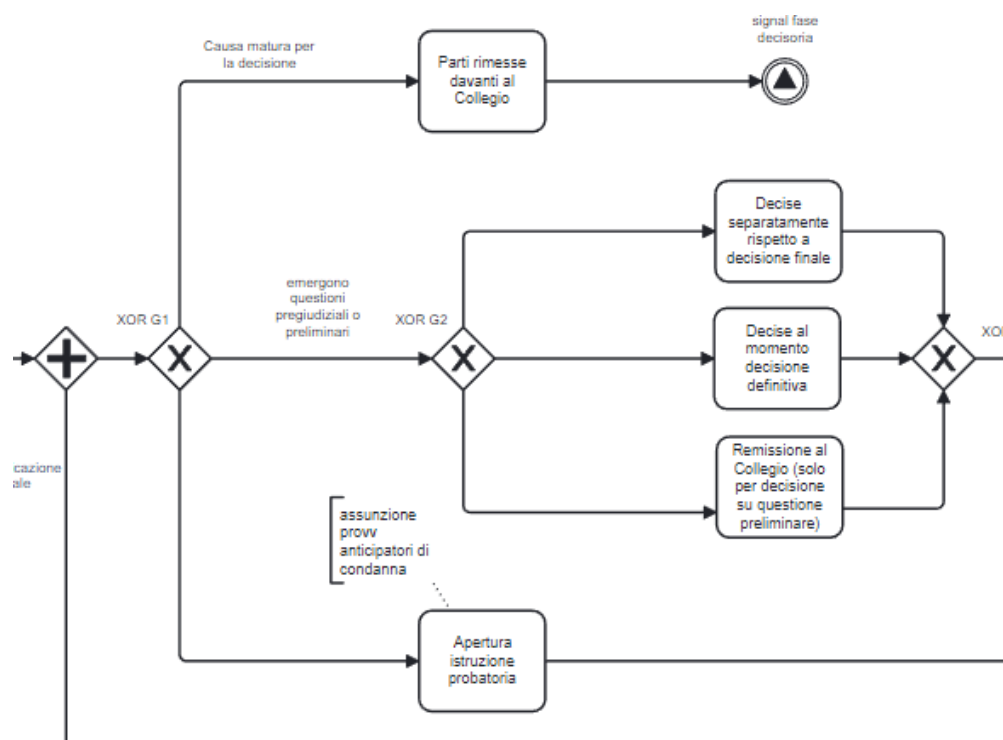 signal fase
decisoria
Causa matura per
la decisione
Parti rimesse
davanti al
Collegio
Decise
separatamente
rispetto a
decisione finale
emergono
questioni
pregiudiziali o
preliminari
XOR G1
XOR G2
Decise al
momento
decisione
definitiva
Remissione al
Collegio (solo
per decisione
su questione
preliminare)
assunzione
provv
anticipatori di
condanna
Apertura
istruzione
probatoria